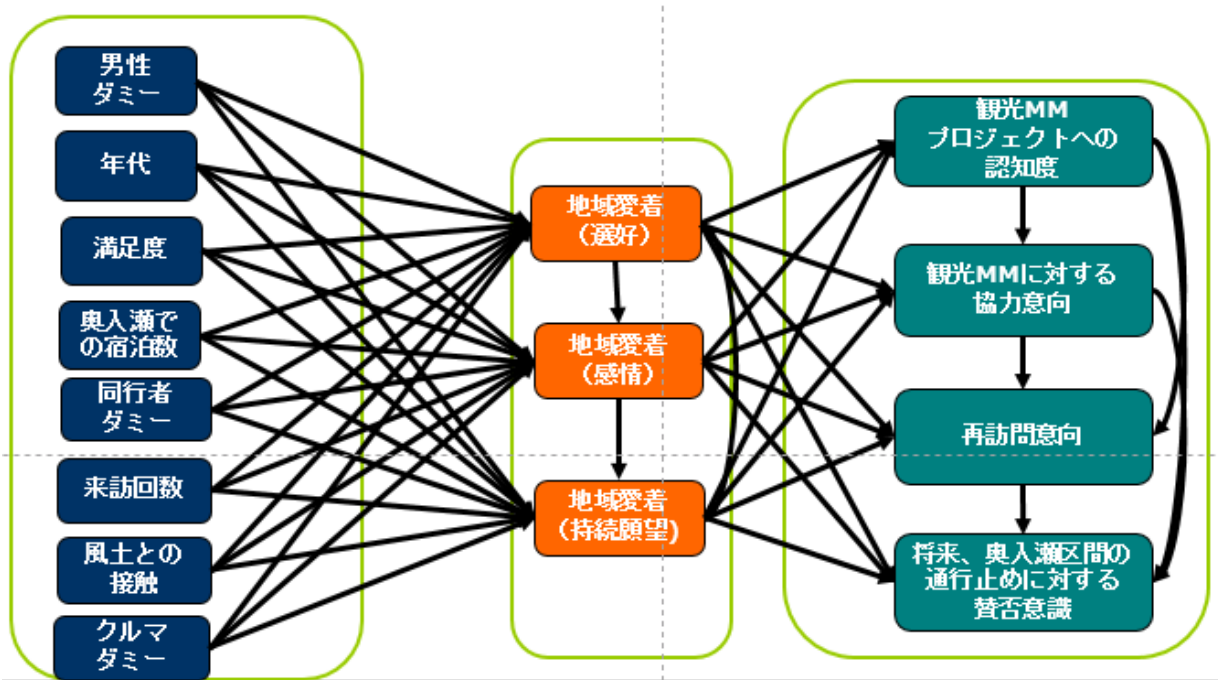 男性
ダミー
年代
満足度
奥入瀬で
の宿泊数
同行者
ダミー
来訪回数
風土との
接触
クルマ
ダミー
地域愛着
（選好）
地域愛着
（感情）
地域愛着
（持続願望)
観光MM
プロジェクトへの
認知度
観光MMに対する
協力意向
再訪問意向
将来、奥入瀬区間の
通行止めに対する
賛否意識